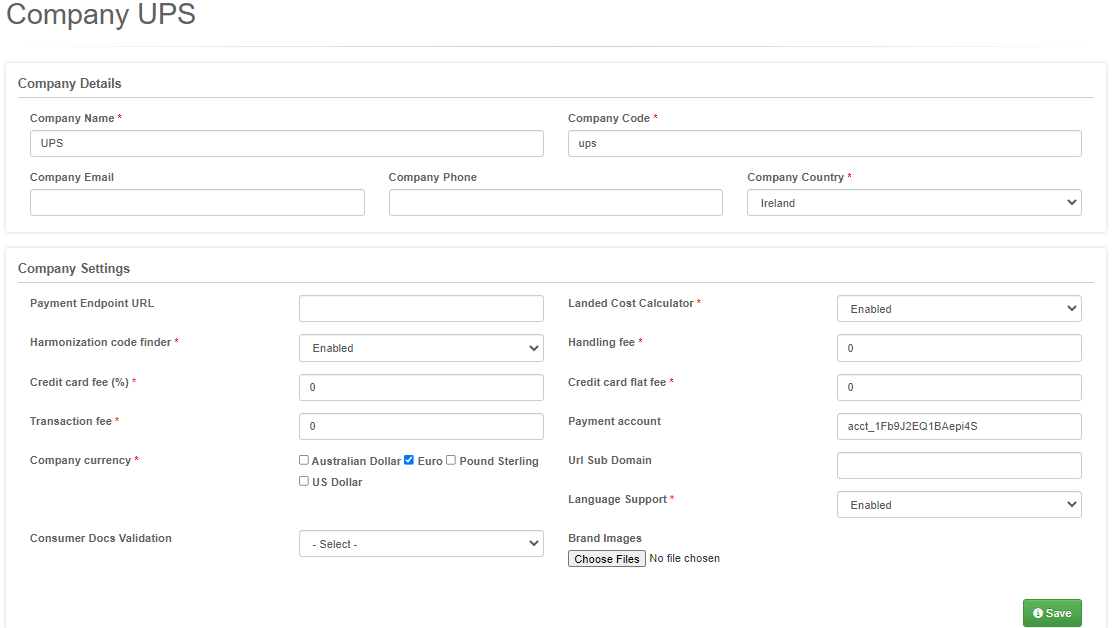 Company UPS
Company Details
Company Name *
Company Code *
UPS
ups
Company Email
Company Phone
Company Country *
Ireland
Company Settings
Payment Endpoint URL
Landed Cost Calculator *
Enabled
Harmonization code finder *
Enabled
Handling fee *
0
Credit card fee (%) *
0
Credit card flat fee *
0
Transaction fee *
0
Payment account
acct_1Fb9J2EQ1BAepi4S
Company currency *
Australian Dollar Euro Pound Sterling
US Dollar
Url Sub Domain
Language Support *
Enabled
Consumer Docs Validation
- Select -
Brand Images
Choose Files No file chosen
Save